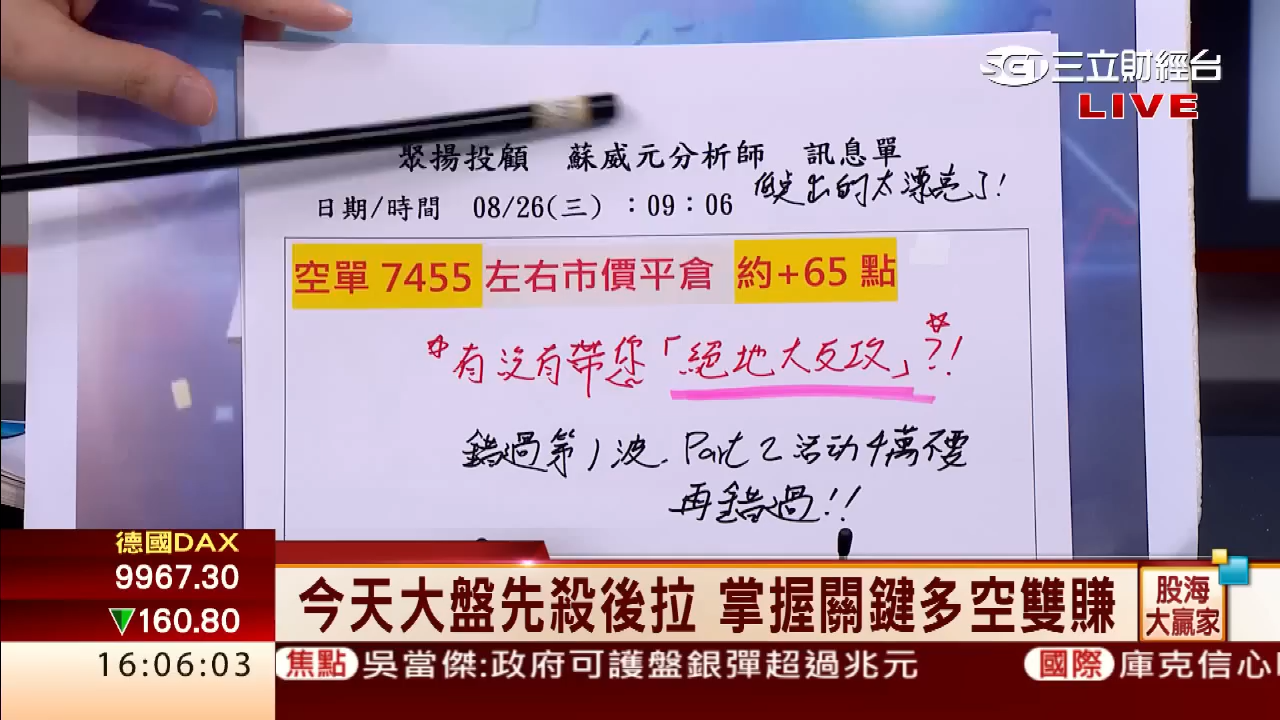 SET 三立財經台
LIVE
聚揚投顧 蘇威元分析師 訊息單
日期/時間 08/26(三) :09:06
低点出的太漂亮了!
空單 7455 左右市價平倉 約+65 點
有沒有帶您「絕地大反攻」?!
錯過第1波. Part 2 活动4萬不要
再錯過!!
德國DAX
9967.30
▼160.80
16:06:03
今天大盤先殺後拉 掌握關鍵多空雙賺
股海
大贏家
焦點 吳當傑:政府可護盤銀彈超過兆元
國際 庫克信心